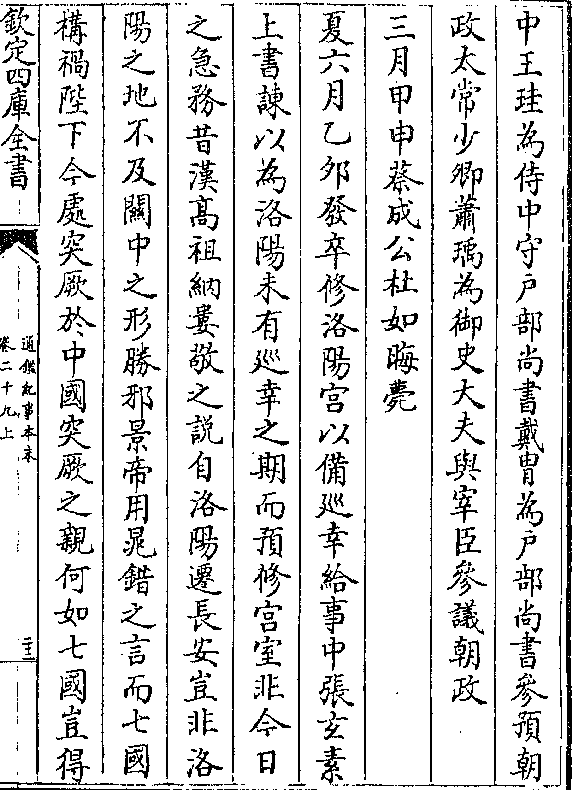 中王珪為侍中守戶部尚書戴胄為戶部尚書參預朝
政太常少卿蕭瑀為御史大夫與宰臣參議朝政
三月甲申蔡成公杜如晦薨
夏六月乙夘發卒修洛陽宫以備巡幸給事中張玄素
上書諫以為洛陽未有巡幸之期而預修宫室非今日
之急務昔漢髙祖納婁敬之說自洛陽遷長安豈非洛
陽之地不及關中之形勝邪景帝用晁錯之言而七國
構禍陛下今處突厥於中國突厥之親何如七國豈得
欽定四庫全書
通鑑紀事本末
卷二十九上
二十三